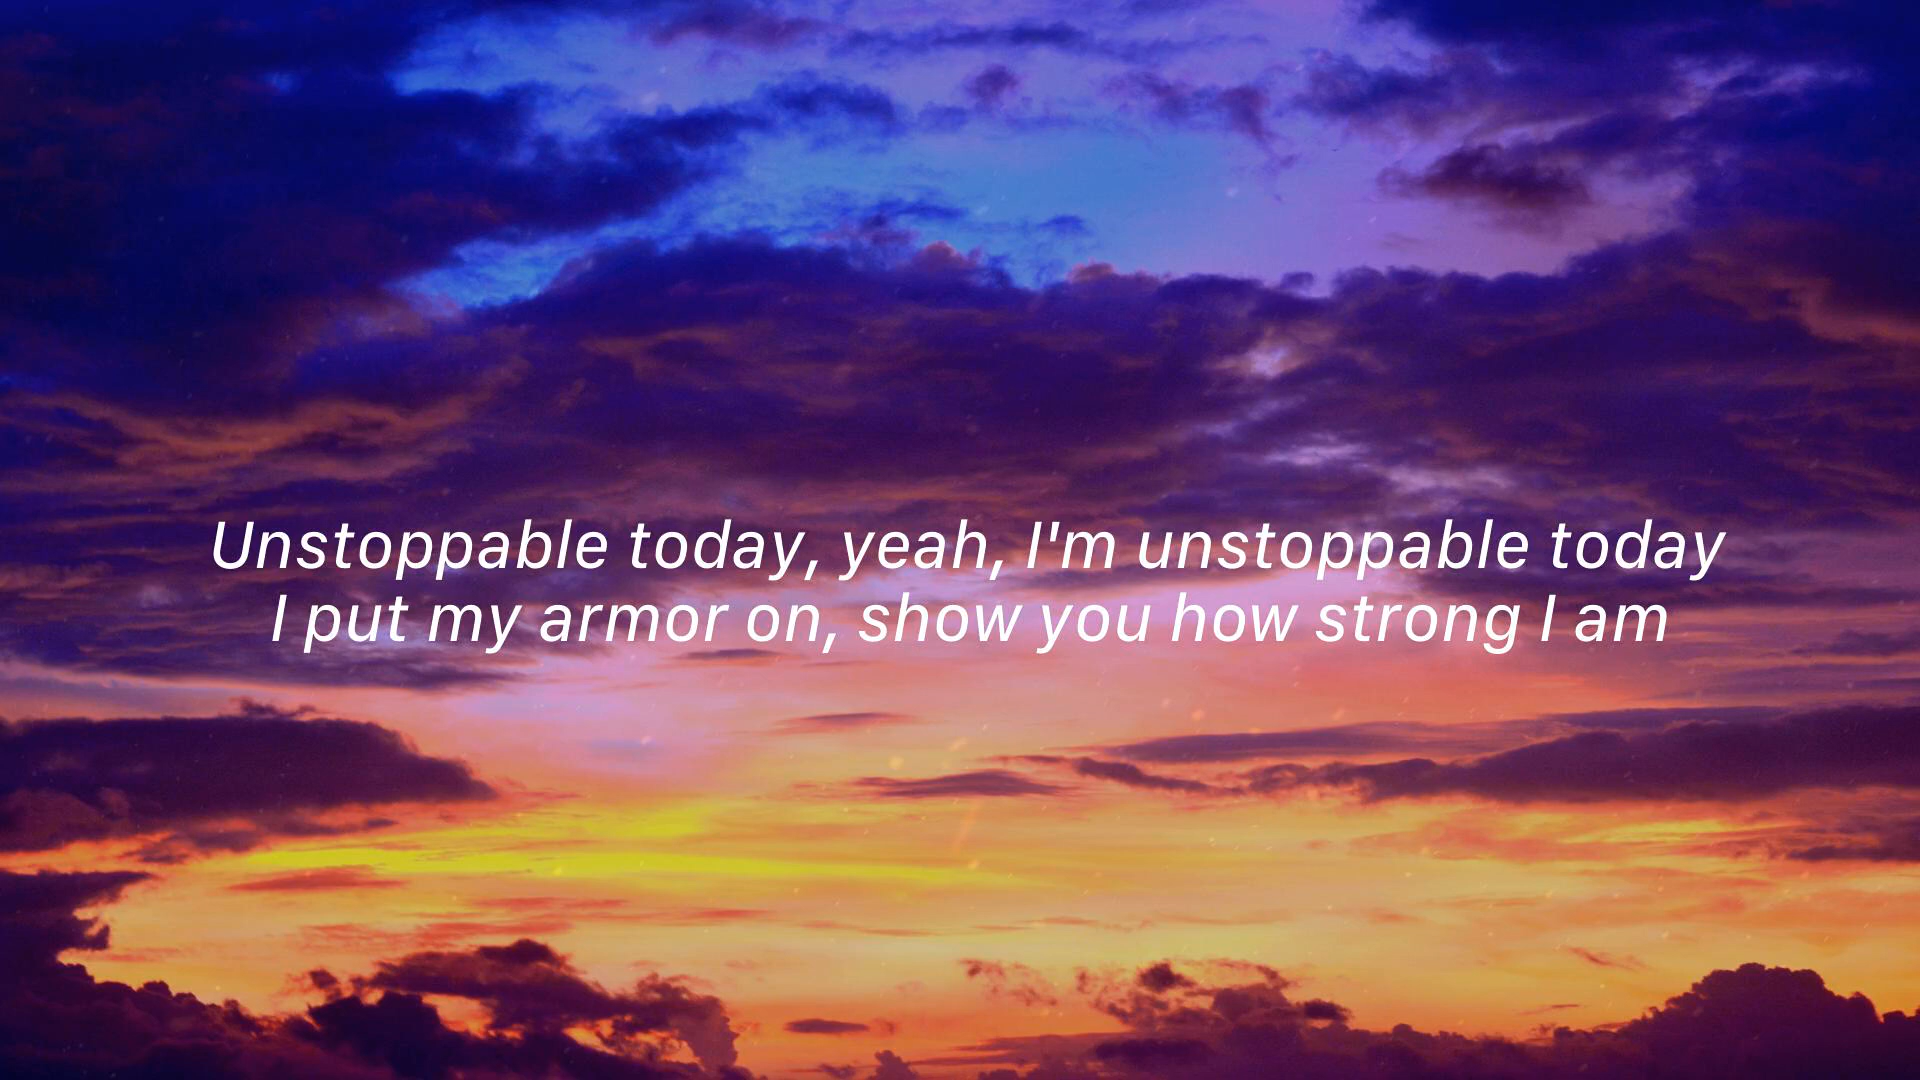 Unstoppable today, yeah, I'm unstoppable today
I put my armor on, show you how strong I am